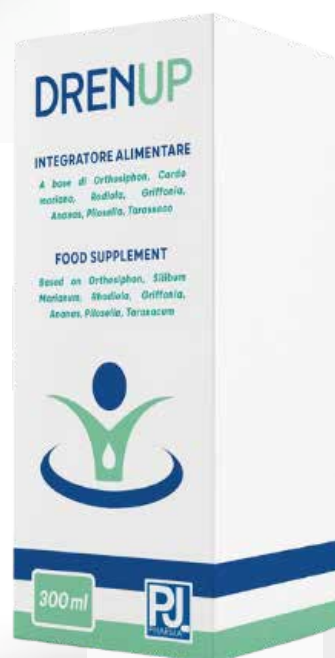 DRENUP
INTEGRATORE ALIMENTARE
A base di Orthosiphon, Cardo
mariano, Rodiola, Griffonia,
Ananas, Pilosella, Tarassaco
FOOD SUPPLEMENT
Based on Orthosiphon, Silibum
Marianum, Rhodiola, Griffonia,
Ananas, Pilosella, Taraxacum
300 ml
PJ
PHARMA